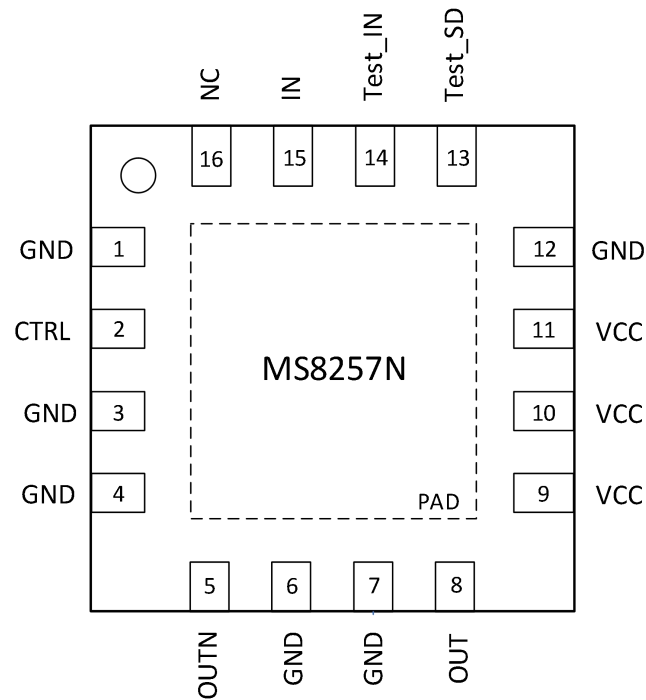 NC IN Test_IN Test_SD
16 15 14 13
GND 1 12 GND
CTRL 2 11 VCC
MS8257N
GND 3 10 VCC
GND 4 9 VCC
PAD
5 6 7 8
OUTN GND GND OUT